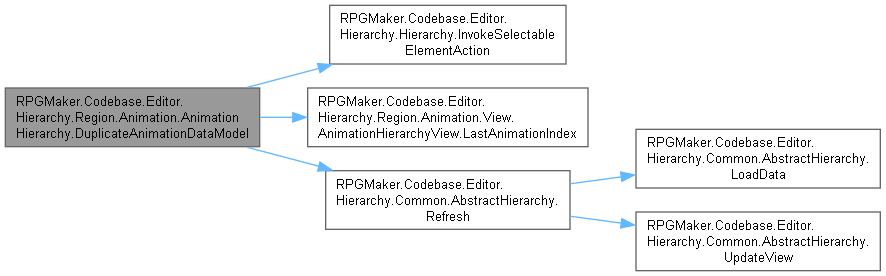 RPGMaker.Codebase.Editor.
Hierarchy.Region.Animation.Animation
Hierarchy.DuplicateAnimationDataModel
RPGMaker.Codebase.Editor.
Hierarchy.Hierarchy.InvokeSelectable
ElementAction
RPGMaker.Codebase.Editor.
Hierarchy.Region.Animation.View.
AnimationHierarchyView.LastAnimationIndex
RPGMaker.Codebase.Editor.
Hierarchy.Common.AbstractHierarchy.
Refresh
RPGMaker.Codebase.Editor.
Hierarchy.Common.AbstractHierarchy.
LoadData
RPGMaker.Codebase.Editor.
Hierarchy.Common.AbstractHierarchy.
UpdateView